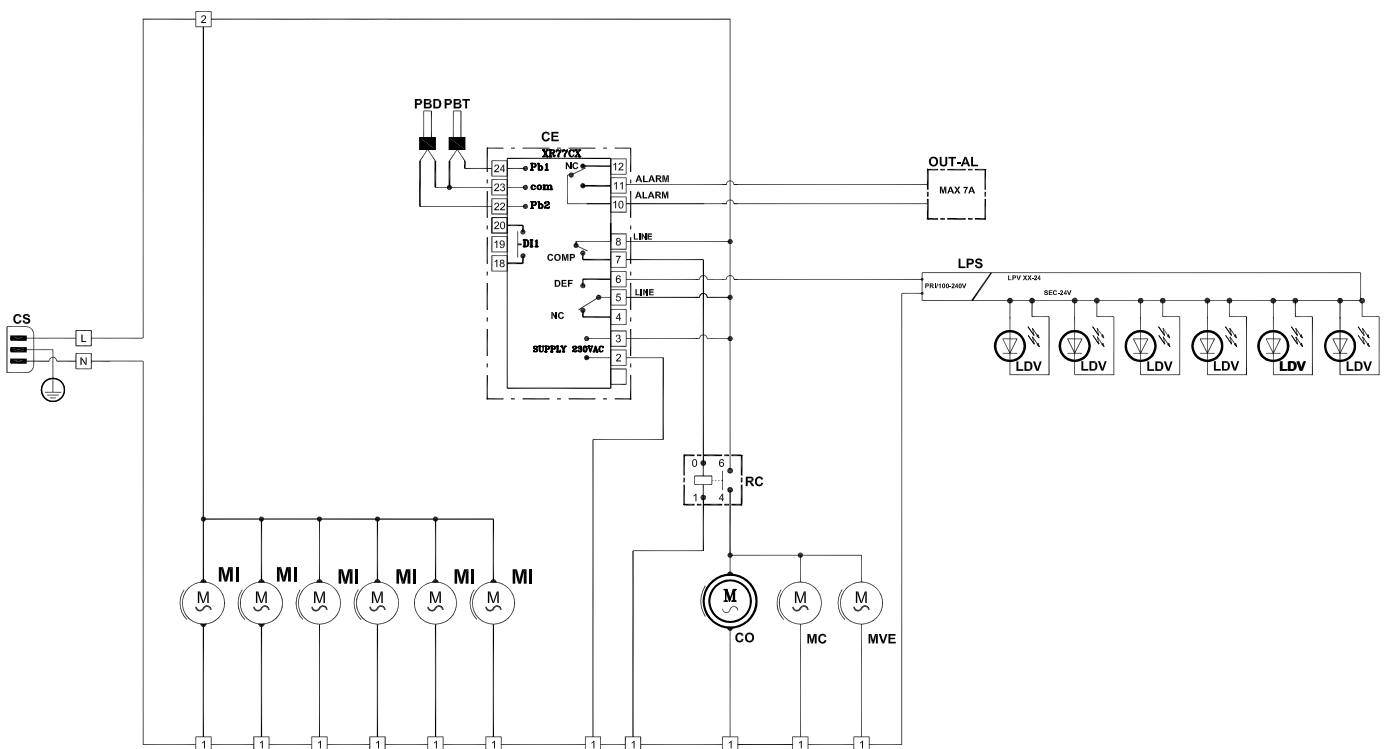 2
PBD PBT
CE
XR77CX
24 Pb1 NC 12
23 com 11 ALARM
22 Pb2 10 ALARM
20
19 DI1
18
8 LINE
COMP 7
DEF 6
5 LINE
NC 4
3
SUPPLY 230VAC
2
OUT-AL
MAX 7A
LPS
LPV XX-24
PRI/100-240V
SEC-24V
LDV LDV LDV LDV LDV LDV
CS
L
N
0 6
RC
1 4
MI MI MI MI MI MI
M M M M M M
M M M
CO MC MVE
1 1 1 1 1 1 1 1 1 1 1